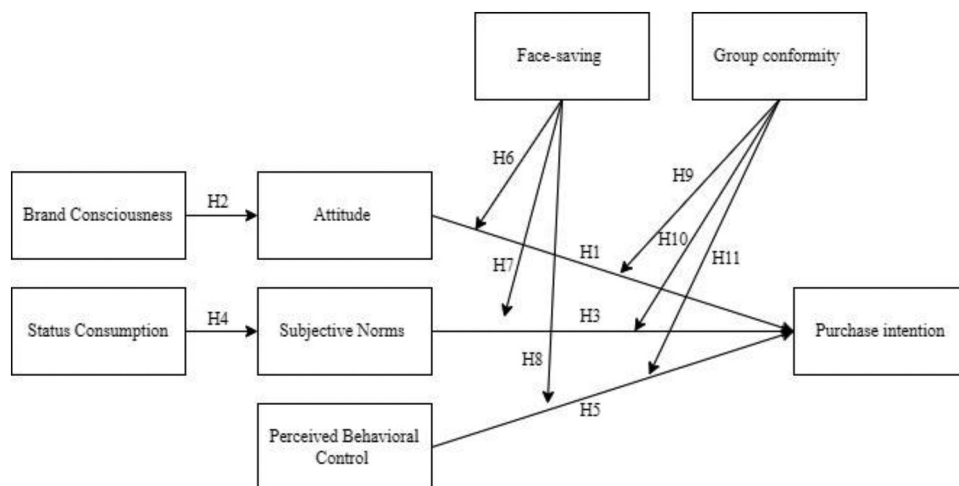 Face-saving
Group conformity
H6
H9
Brand Consciousness
H2
Attitude
H10
H1
H11
H7
Status Consumption
H4
Subjective Norms
H3
Purchase intention
H8
H5
Perceived Behavioral
Control